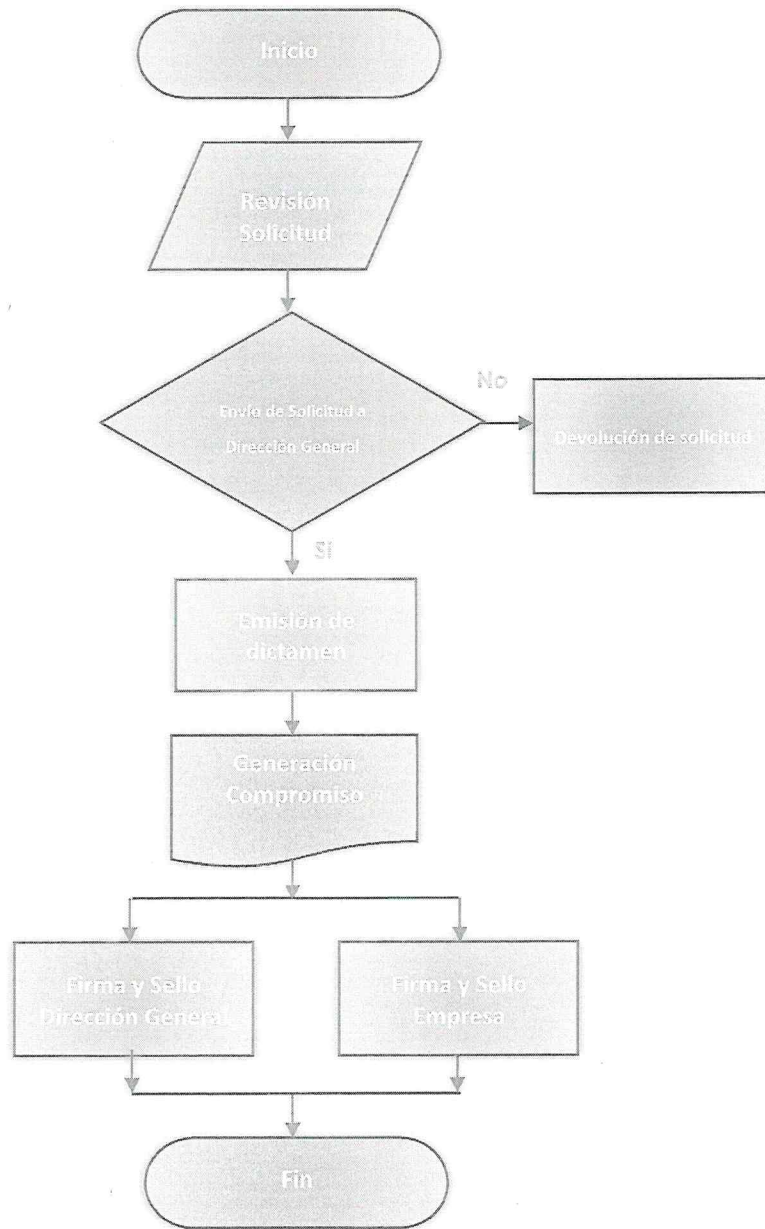 Inicio
Revisión
Solicitud
Envío de Solicitud a
Dirección General
No
Devolución de solicitud
Si
Emisión de
dictamen
Generación
Compromiso
Firma y Sello
Dirección General
Firma y Sello
Empresa
Fin